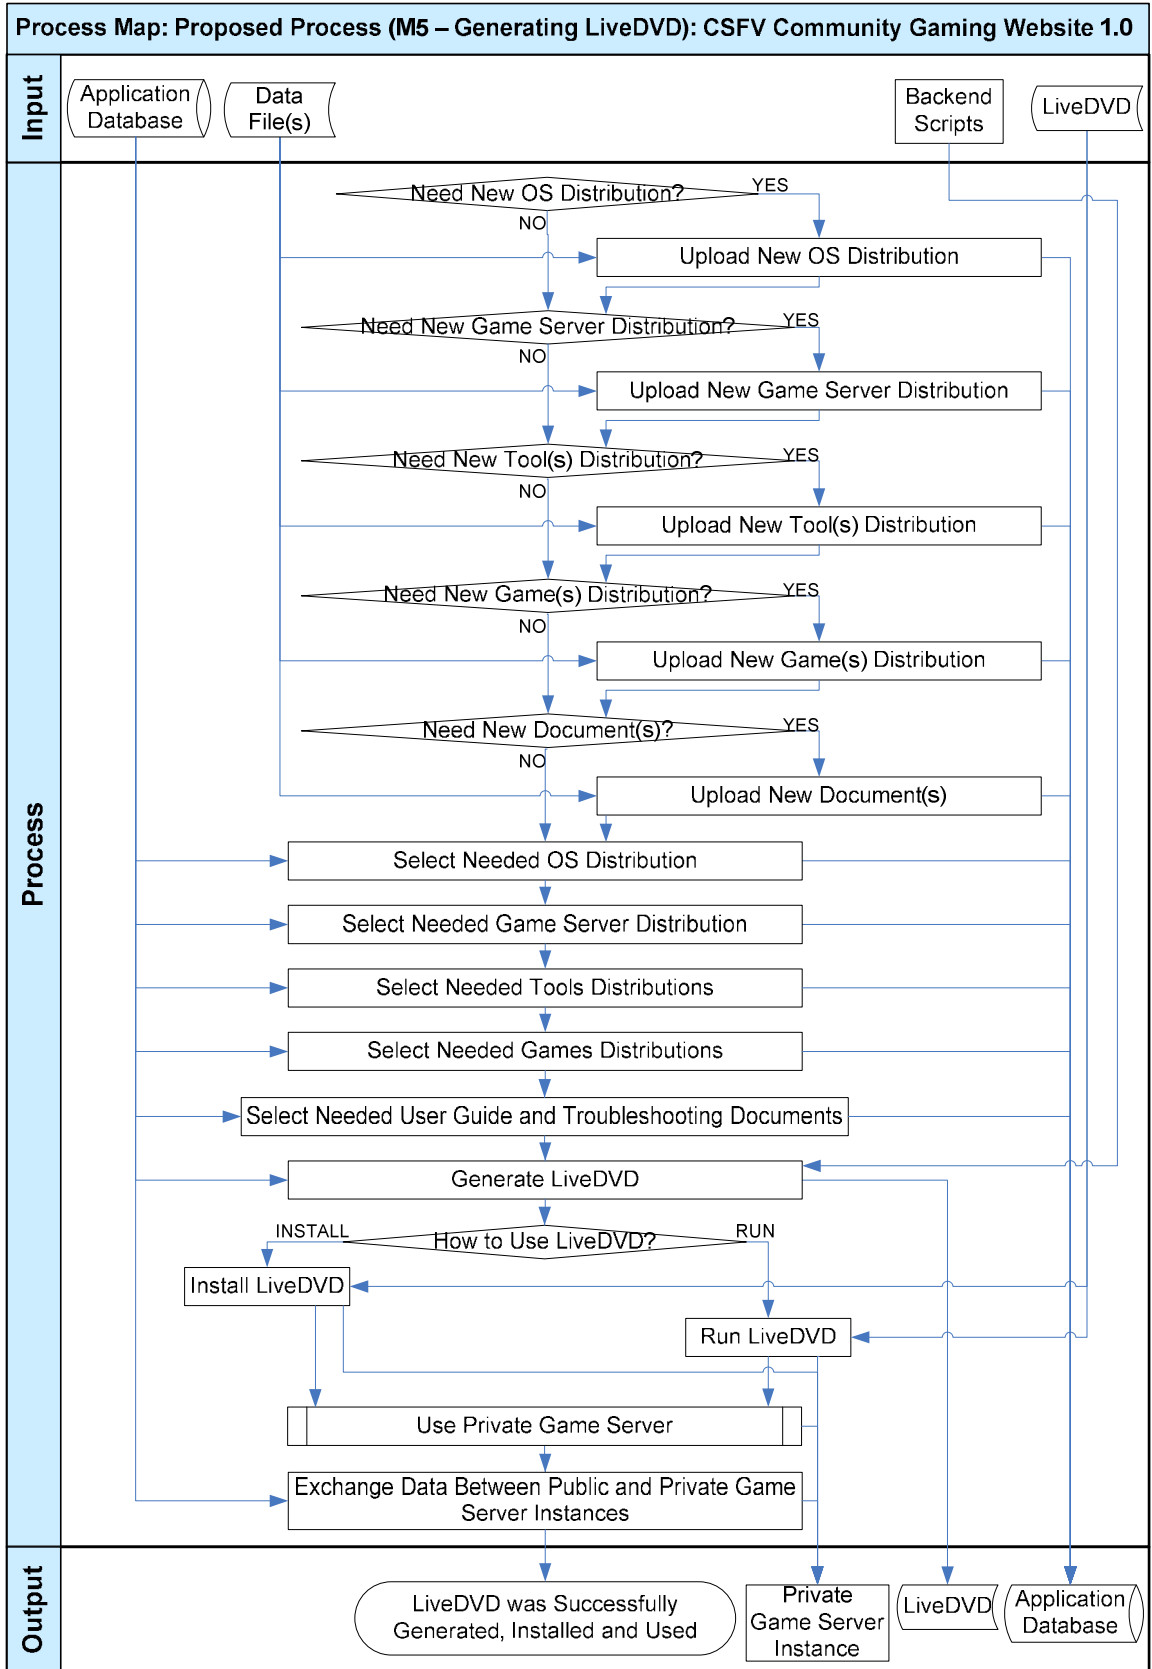 Process Map: Proposed Process (M5 – Generating LiveDVD): CSFV Community Gaming Website 1.0
Input
Application
Database
Data
File(s)
Backend
Scripts
LiveDVD
Process
Need New OS Distribution?
YES
NO
Upload New OS Distribution
Need New Game Server Distribution?
YES
NO
Upload New Game Server Distribution
Need New Tool(s) Distribution?
YES
NO
Upload New Tool(s) Distribution
Need New Game(s) Distribution?
YES
NO
Upload New Game(s) Distribution
Need New Document(s)?
YES
NO
Upload New Document(s)
Select Needed OS Distribution
Select Needed Game Server Distribution
Select Needed Tools Distributions
Select Needed Games Distributions
Select Needed User Guide and Troubleshooting Documents
Generate LiveDVD
INSTALL
How to Use LiveDVD?
RUN
Install LiveDVD
Run LiveDVD
Use Private Game Server
Exchange Data Between Public and Private Game
Server Instances
Output
LiveDVD was Successfully
Generated, Installed and Used
Private
Game Server
Instance
LiveDVD
Application
Database